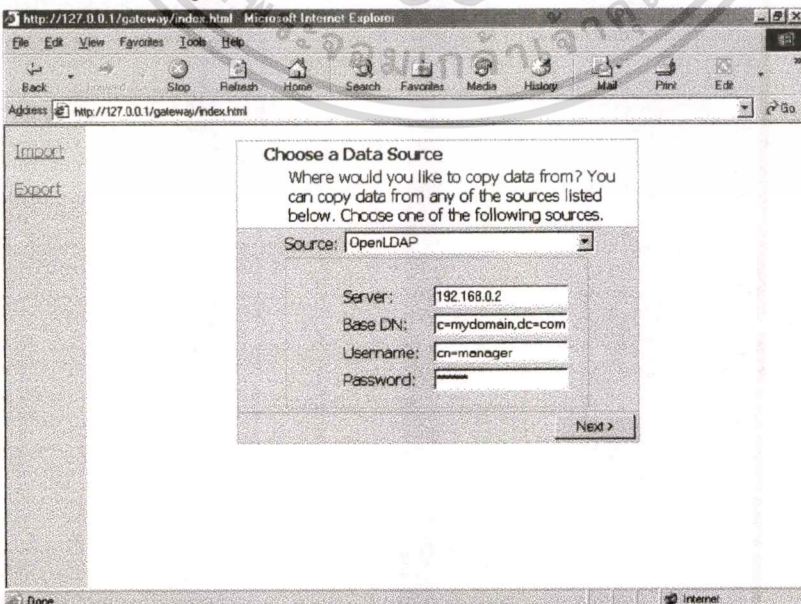 http://127.0.0.1/gateway/index.html - Microsoft Internet Explorer
File Edit View Favorites Tools Help
Back Forward Stop Refresh Home Search Favorites Media History Mail Print Edit
Address http://127.0.0.1/gateway/index.html Go
Import
Export
Choose a Data Source
Where would you like to copy data from? You
can copy data from any of the sources listed
below. Choose one of the following sources.
Source: OpenLDAP
Server: 192.168.0.2
Base DN: c=mydomain,dc=com
Username: cn=manager
Password: ******
Next >
Done Internet